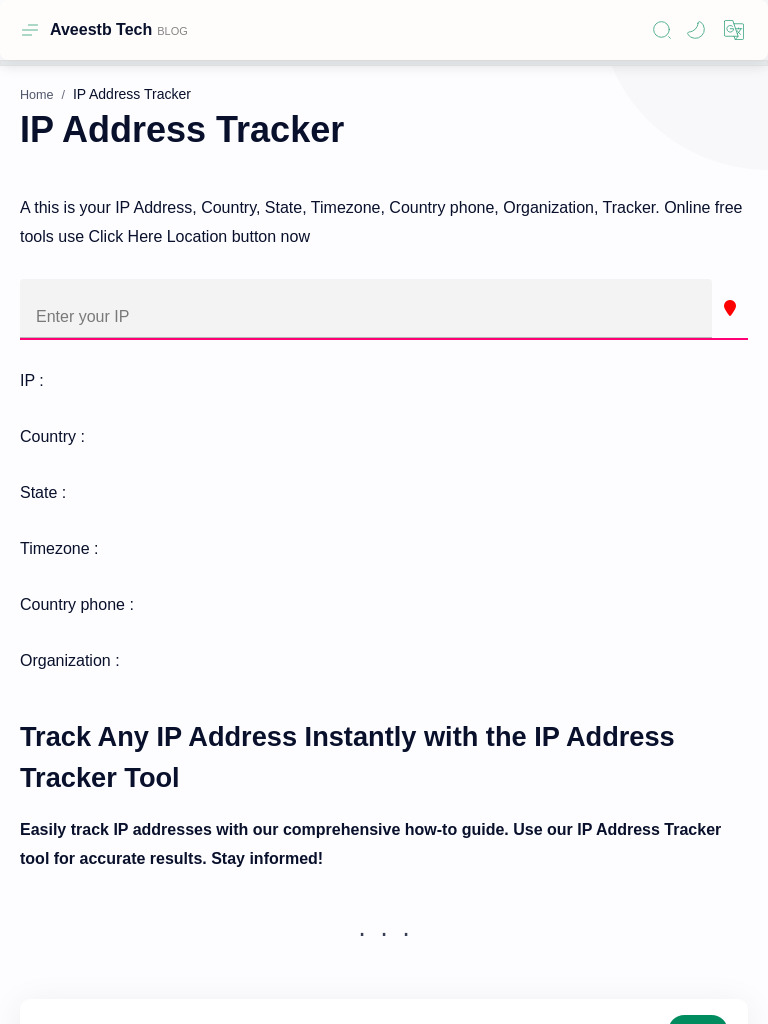 Aveestb Tech BLOG
Home / IP Address Tracker
IP Address Tracker
A this is your IP Address, Country, State, Timezone, Country phone, Organization, Tracker. Online free
tools use Click Here Location button now
Enter your IP
IP :
Country :
State :
Timezone :
Country phone :
Organization :
Track Any IP Address Instantly with the IP Address
Tracker Tool
Easily track IP addresses with our comprehensive how-to guide. Use our IP Address Tracker
tool for accurate results. Stay informed!
. . .